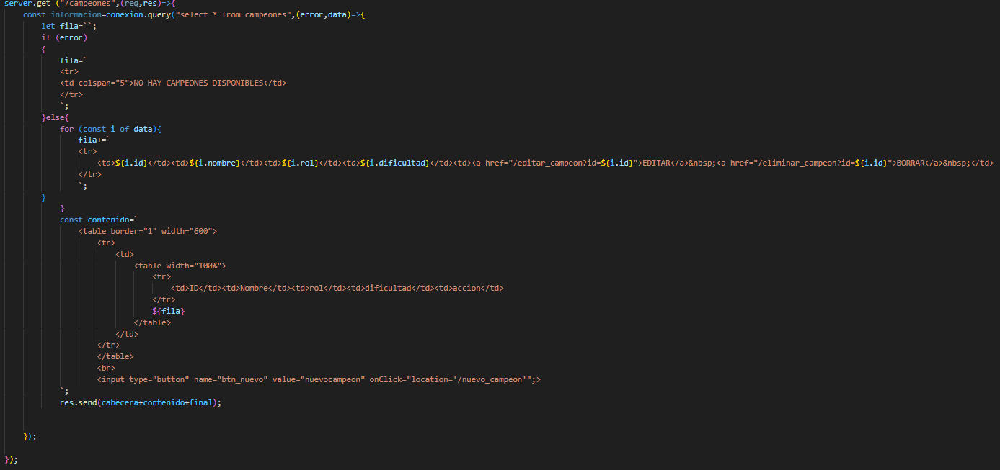 server.get ("/campeones",(req,res)=>{
const informacion=conexion.query("select * from campeones",(error,data)=>{
let fila=``;
if (error)
{
fila=`
<tr>
<td colspan="5">NO HAY CAMPEONES DISPONIBLES</td>
</tr>
`;
}else{
for (const i of data){
fila+=`
<tr>
<td>${i.id}</td><td>${i.nombre}</td><td>${i.rol}</td><td>${i.dificultad}</td><td><a href="/editar_campeon?id=${i.id}">EDITAR</a>&nbsp;<a href="/eliminar_campeon?id=${i.id}">BORRAR</a>&nbsp;</td>
</tr>
`;
}
}
const contenido=`
<table border="1" width="600">
<tr>
<td>
<table width="100%">
<tr>
<td>ID</td><td>Nombre</td><td>rol</td><td>dificultad</td><td>accion</td>
</tr>
${fila}
</table>
</td>
</tr>
</table>
<br>
<input type="button" name="btn_nuevo" value="nuevocampeon" onClick="location='/nuevo_campeon'";>
`;
res.send(cabecera+contenido+final);
});
});